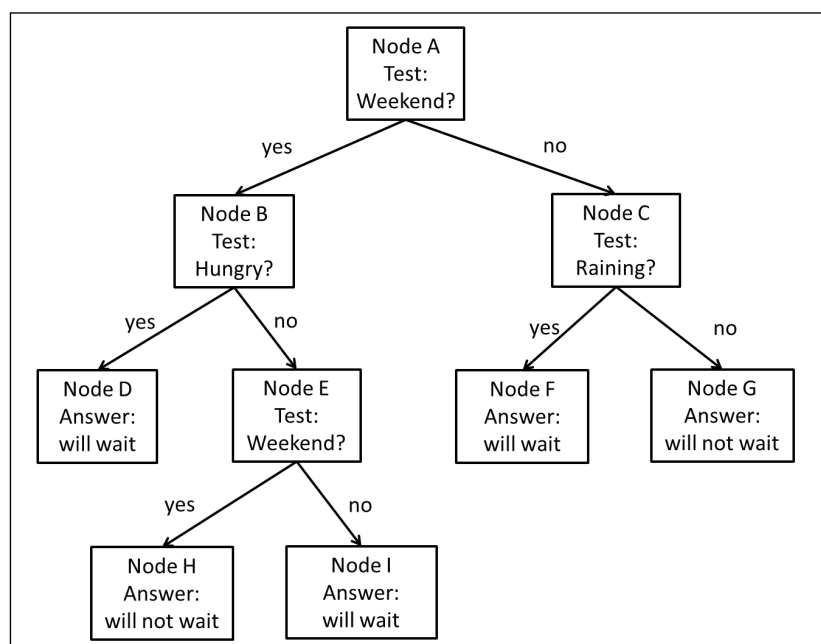 Node A
Test:
Weekend?
yes
no
Node B
Test:
Hungry?
Node C
Test:
Raining?
yes
no
yes
no
Node D
Answer:
will wait
Node E
Test:
Weekend?
Node F
Answer:
will wait
Node G
Answer:
will not wait
yes
no
Node H
Answer:
will not wait
Node I
Answer:
will wait